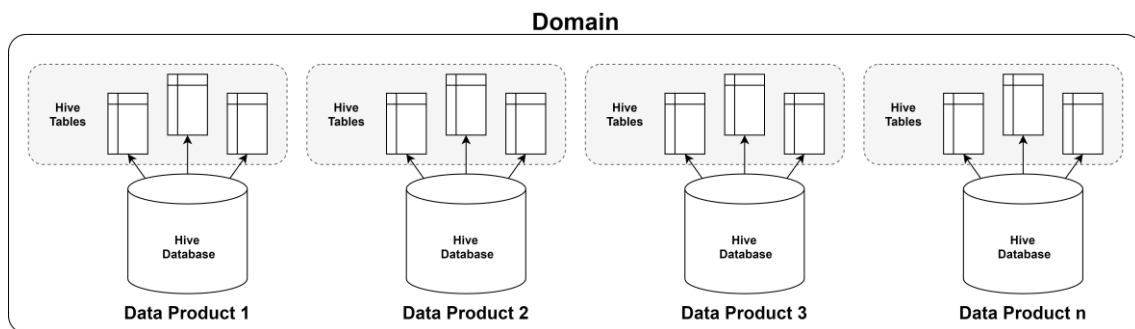 Domain
Hive
Tables
Hive
Tables
Hive
Tables
Hive
Tables
Hive
Database
Hive
Database
Hive
Database
Hive
Database
Data Product 1
Data Product 2
Data Product 3
Data Product n